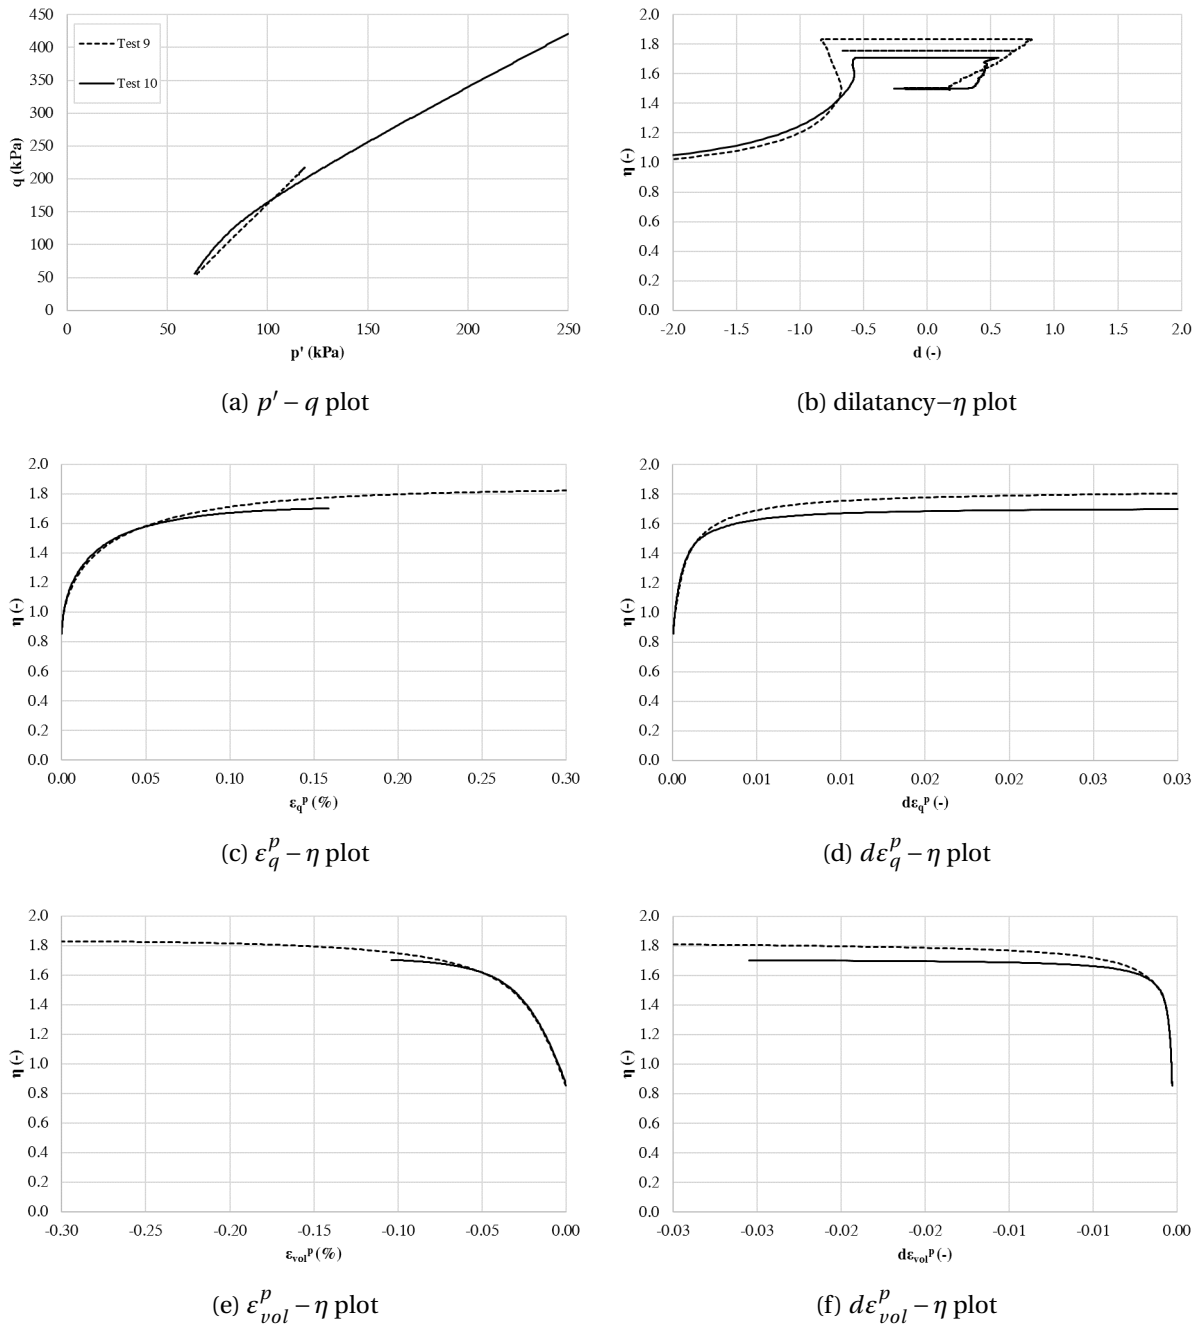 450
400
350
300
250
200
150
100
50
0
q (kPa)
Test 9
Test 10
0 50 100 150 200 250
p' (kPa)
(a) p′ − q plot
2.0
1.8
1.6
1.4
1.2
1.0
0.8
0.6
0.4
0.2
0.0
η (-)
-2.0 -1.5 -1.0 -0.5 0.0 0.5 1.0 1.5 2.0
d (-)
(b) dilatancy−η plot
2.0
1.8
1.6
1.4
1.2
1.0
0.8
0.6
0.4
0.2
0.0
η (-)
0.00 0.05 0.10 0.15 0.20 0.25 0.30
εqᵖ (%)
(c) εqᵖ − η plot
2.0
1.8
1.6
1.4
1.2
1.0
0.8
0.6
0.4
0.2
0.0
η (-)
0.00 0.01 0.01 0.02 0.02 0.03 0.03
dεqᵖ (-)
(d) dεqᵖ − η plot
2.0
1.8
1.6
1.4
1.2
1.0
0.8
0.6
0.4
0.2
0.0
η (-)
-0.30 -0.25 -0.20 -0.15 -0.10 -0.05 0.00
εvolᵖ (%)
(e) εvolᵖ − η plot
2.0
1.8
1.6
1.4
1.2
1.0
0.8
0.6
0.4
0.2
0.0
η (-)
-0.03 -0.03 -0.02 -0.02 -0.01 -0.01 0.00
dεvolᵖ (-)
(f) dεvolᵖ − η plot